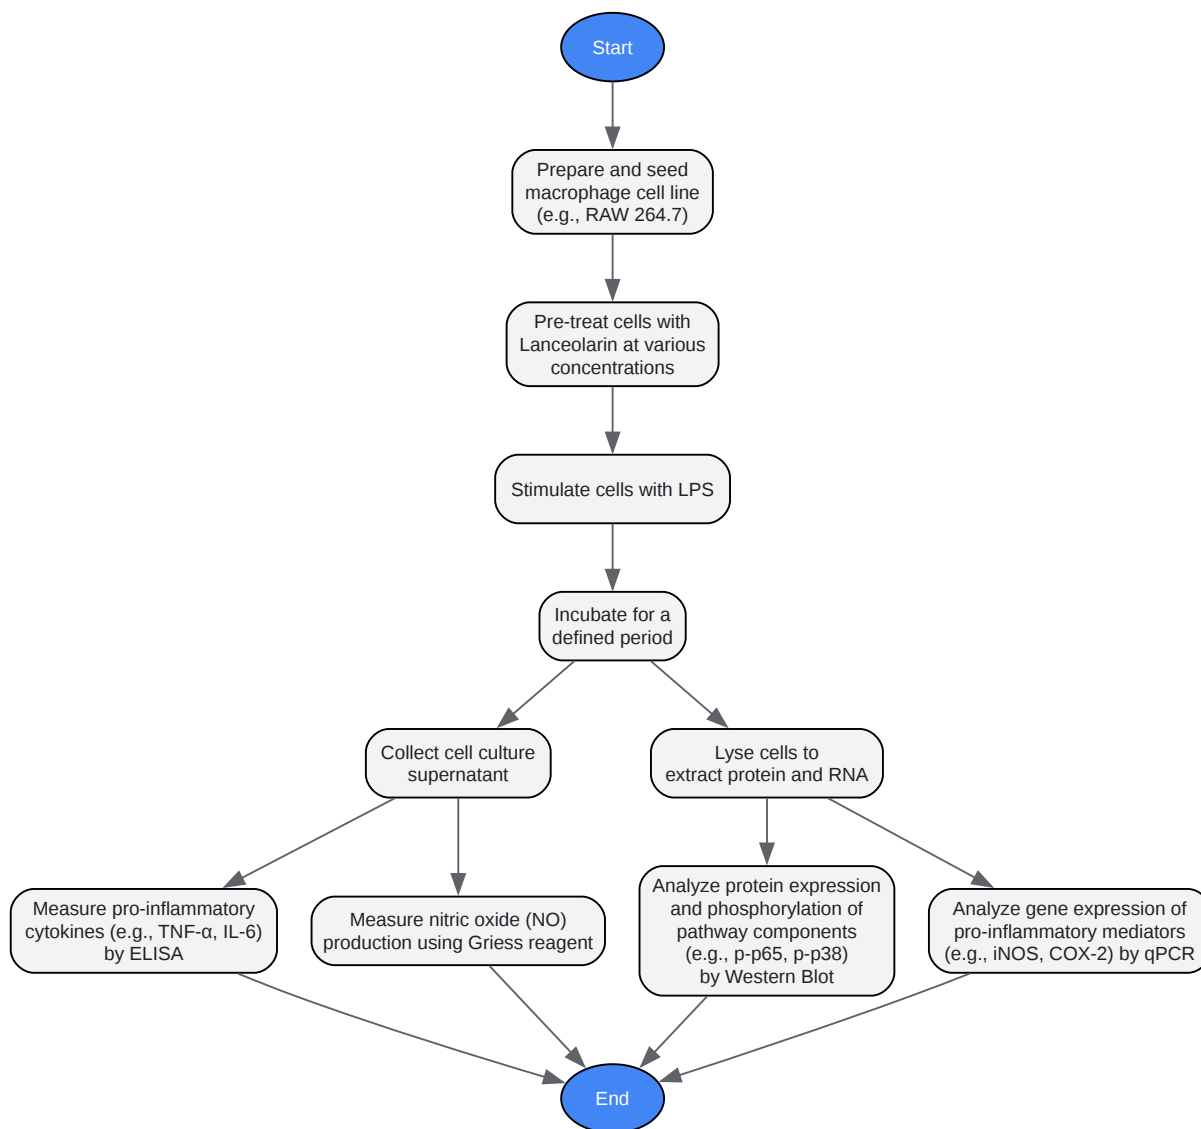 Start
Prepare and seed
macrophage cell line
(e.g., RAW 264.7)
Pre-treat cells with
Lanceolarin at various
concentrations
Stimulate cells with LPS
Incubate for a
defined period
Collect cell culture
supernatant
Lyse cells to
extract protein and RNA
Measure pro-inflammatory
cytokines (e.g., TNF-α, IL-6)
by ELISA
Measure nitric oxide (NO)
production using Griess reagent
Analyze protein expression
and phosphorylation of
pathway components
(e.g., p-p65, p-p38)
by Western Blot
Analyze gene expression of
pro-inflammatory mediators
(e.g., iNOS, COX-2) by qPCR
End